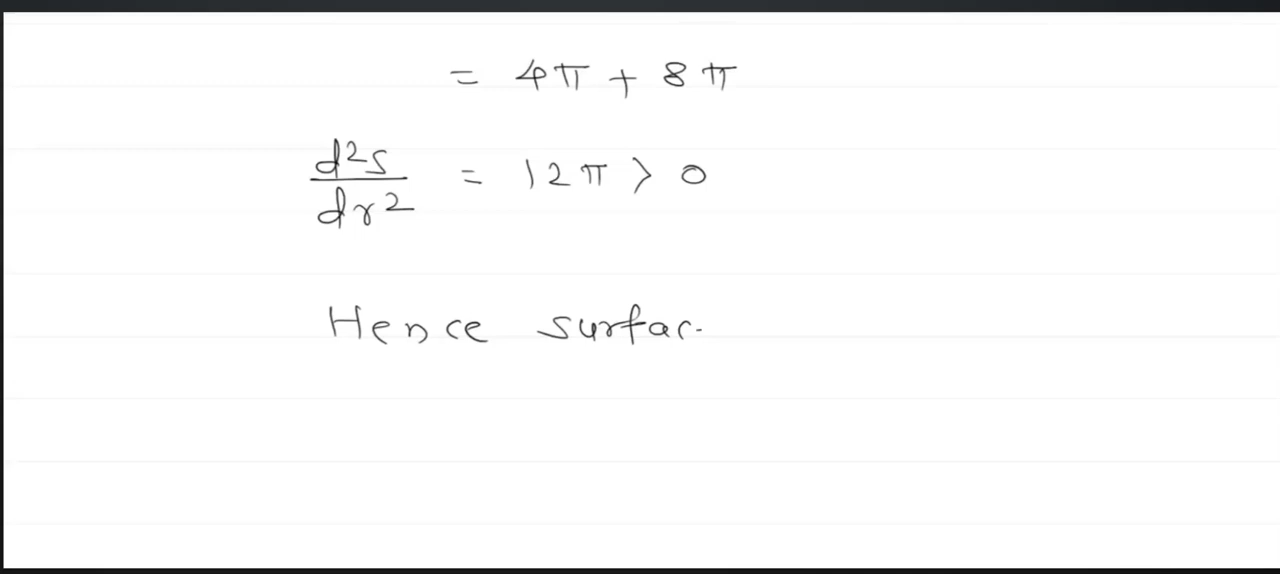 = 4π + 8π
d²s/dr² = 12π > 0
Hence surfac